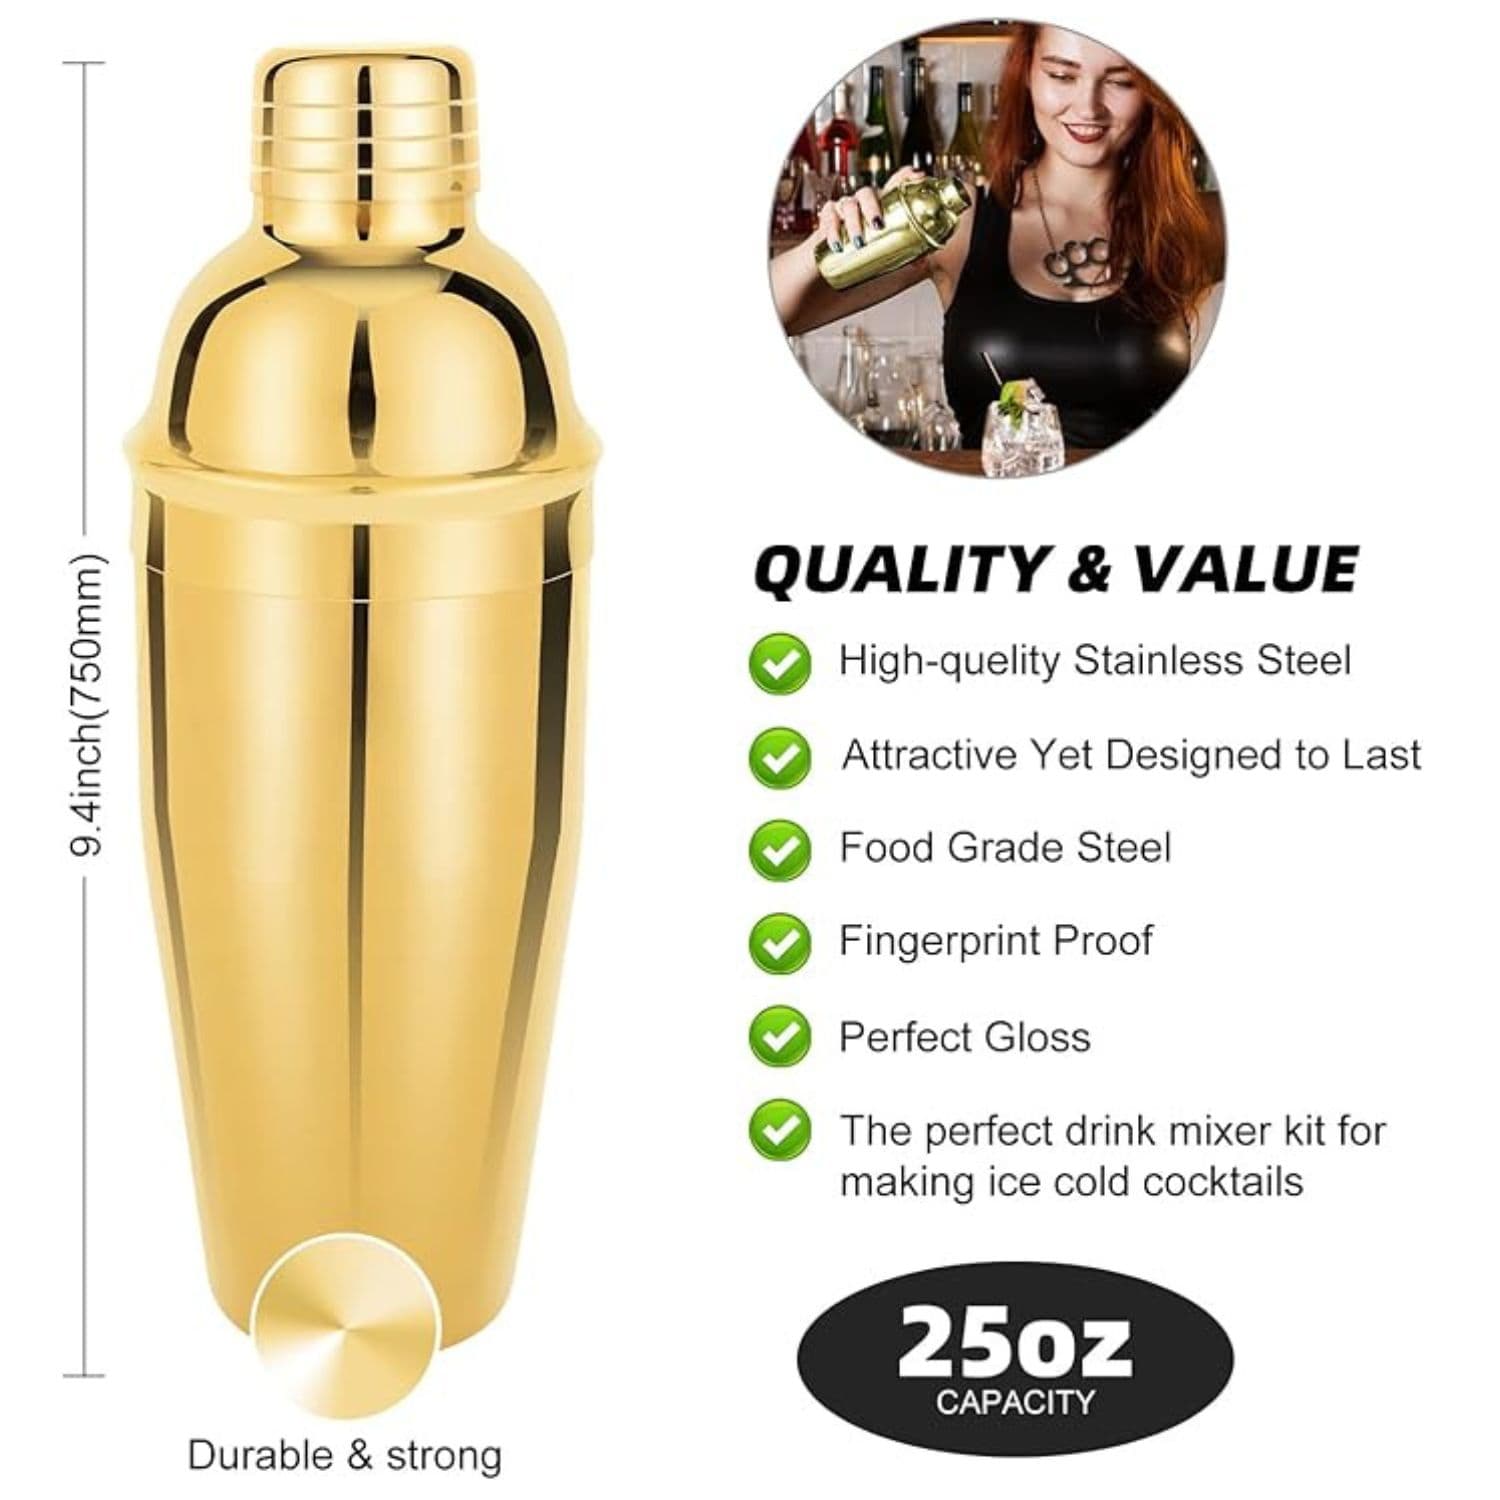 9.4inch(750mm)
QUALITY & VALUE
High-quelity Stainless Steel
Attractive Yet Designed to Last
Food Grade Steel
Fingerprint Proof
Perfect Gloss
The perfect drink mixer kit for
making ice cold cocktails
25oz
CAPACITY
Durable & strong